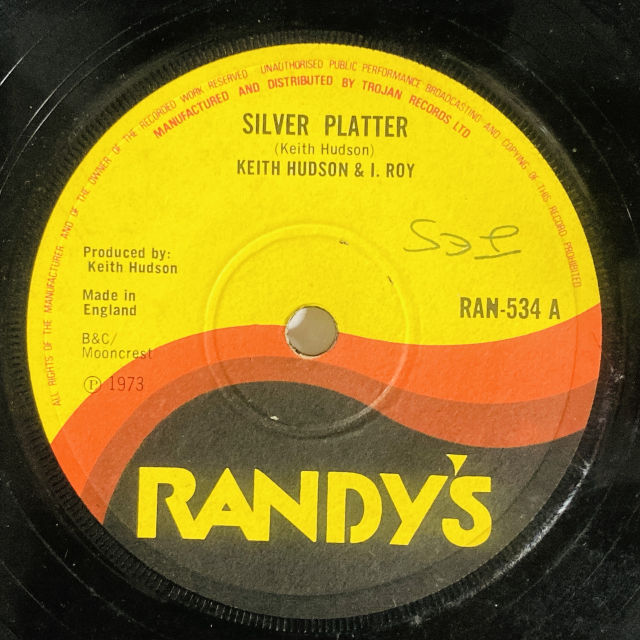 ALL RIGHTS OF THE MANUFACTURER AND OF THE OWNER OF THE RECORDED WORK RESERVED UNAUTHORISED PUBLIC PERFORMANCE BROADCASTING AND COPYING OF THIS RECORD PROHIBITED
MANUFACTURED AND DISTRIBUTED BY TROJAN RECORDS LTD
SILVER PLATTER
(Keith Hudson)
KEITH HUDSON & I. ROY
Produced by:
Keith Hudson
Made in
England
RAN-534 A
B&C/
Mooncrest
℗ 1973
RANDY'S